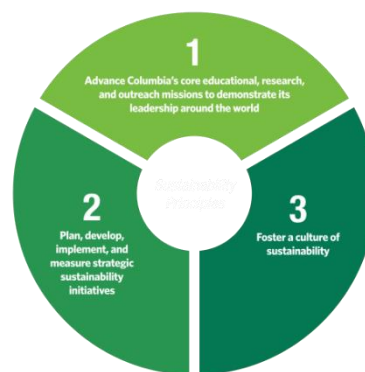 1
Advance Columbia's core educational, research,
and outreach missions to demonstrate its
leadership around the world
Sustainability
Principles
2
Plan, develop,
implement, and
measure strategic
sustainability
initiatives
3
Foster a culture of
sustainability